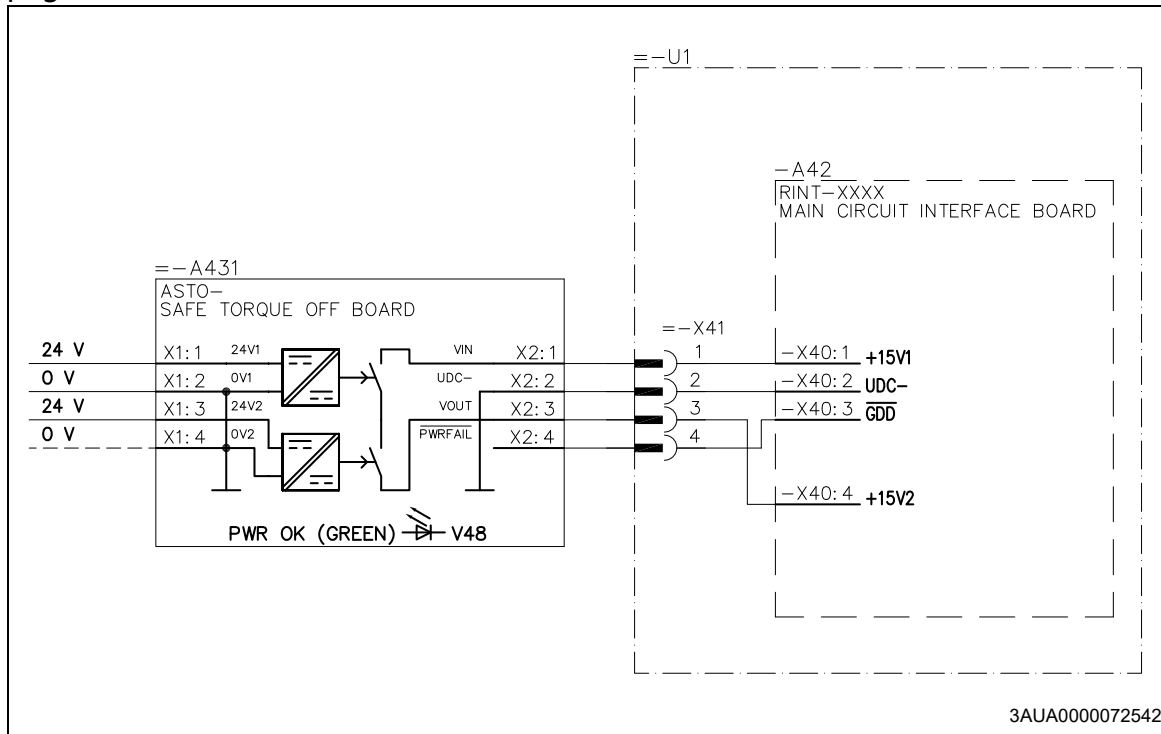 =-U1
-A42
RINT-XXXX
MAIN CIRCUIT INTERFACE BOARD
=-A431
ASTO-
SAFE TORQUE OFF BOARD
=-X41
24 V X1:1 24V1 VIN X2:1 1 -X40:1 +15V1
0 V X1:2 0V1 UDC- X2:2 2 -X40:2 UDC-
24 V X1:3 24V2 VOUT X2:3 3 -X40:3 GDD
0 V X1:4 0V2 PWRFAIL X2:4 4
-X40:4 +15V2
PWR OK (GREEN) V48
3AUA0000072542